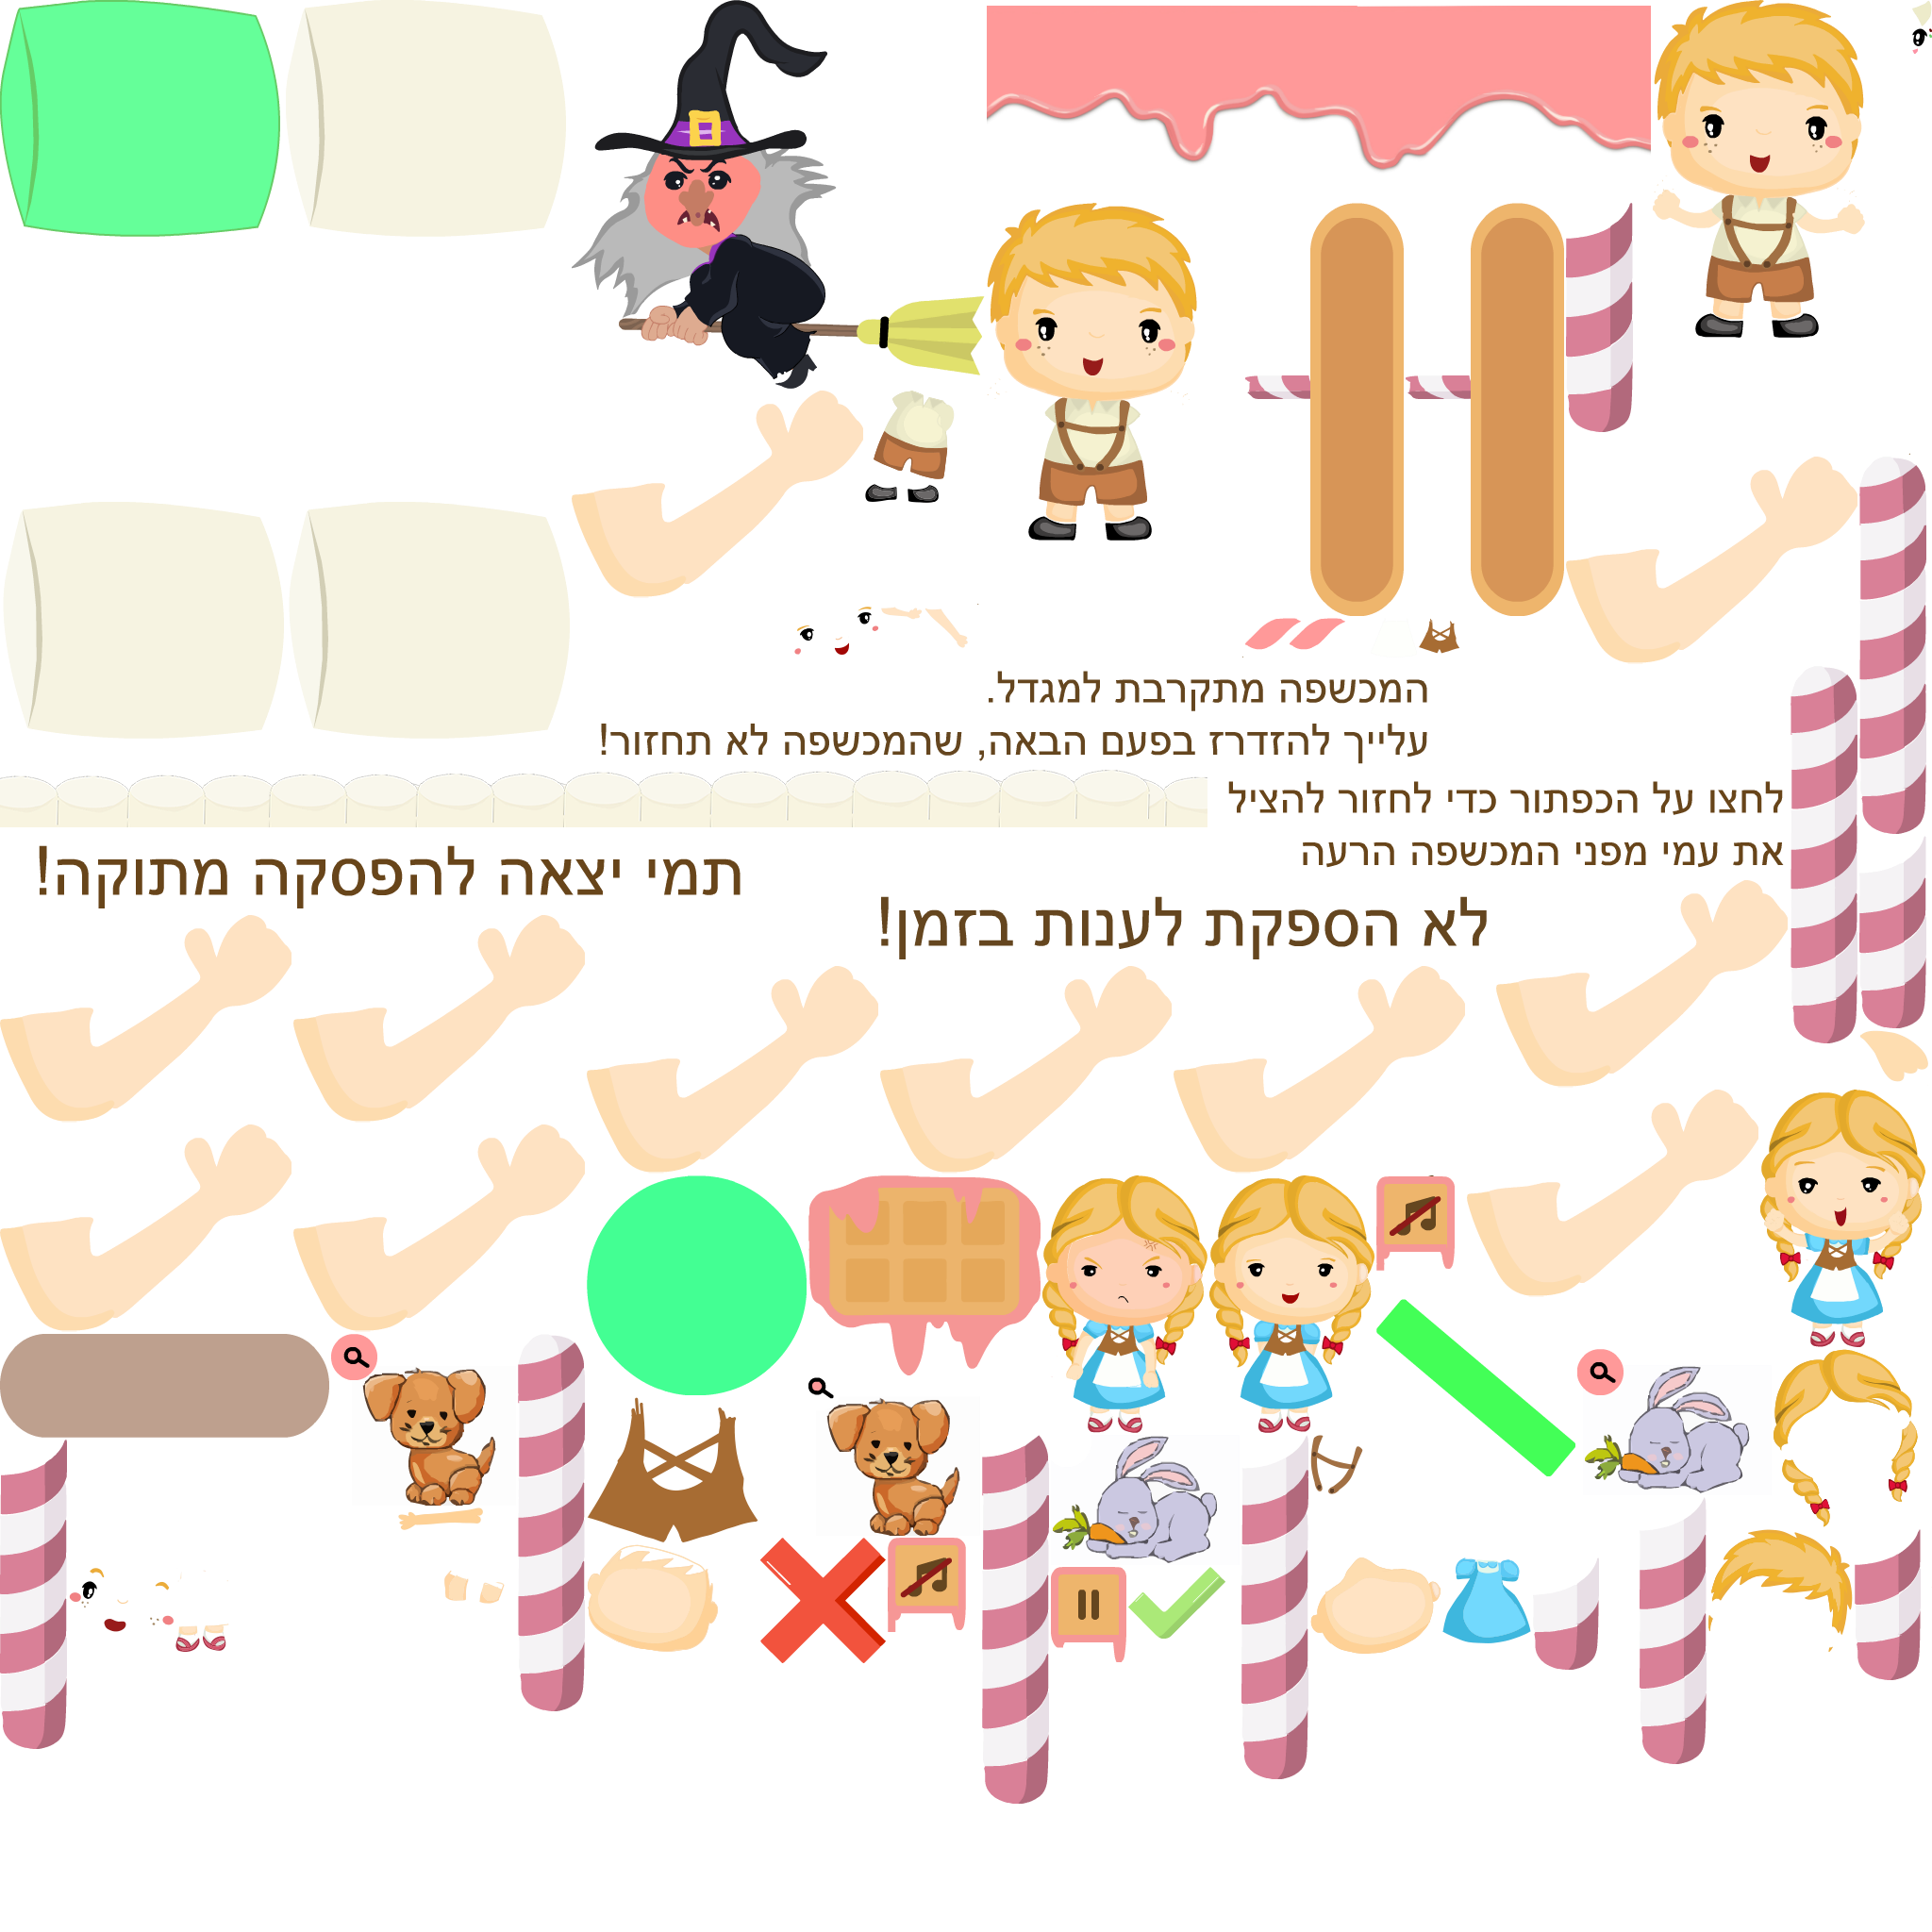 המכשפה מתקרבת למגדל.
עלייך להזדרז בפעם הבאה, שהמכשפה לא תחזור!
לחצו על הכפתור כדי לחזור להציל
את עמי מפני המכשפה הרעה
תמי יצאה להפסקה מתוקה!
לא הספקת לענות בזמן!